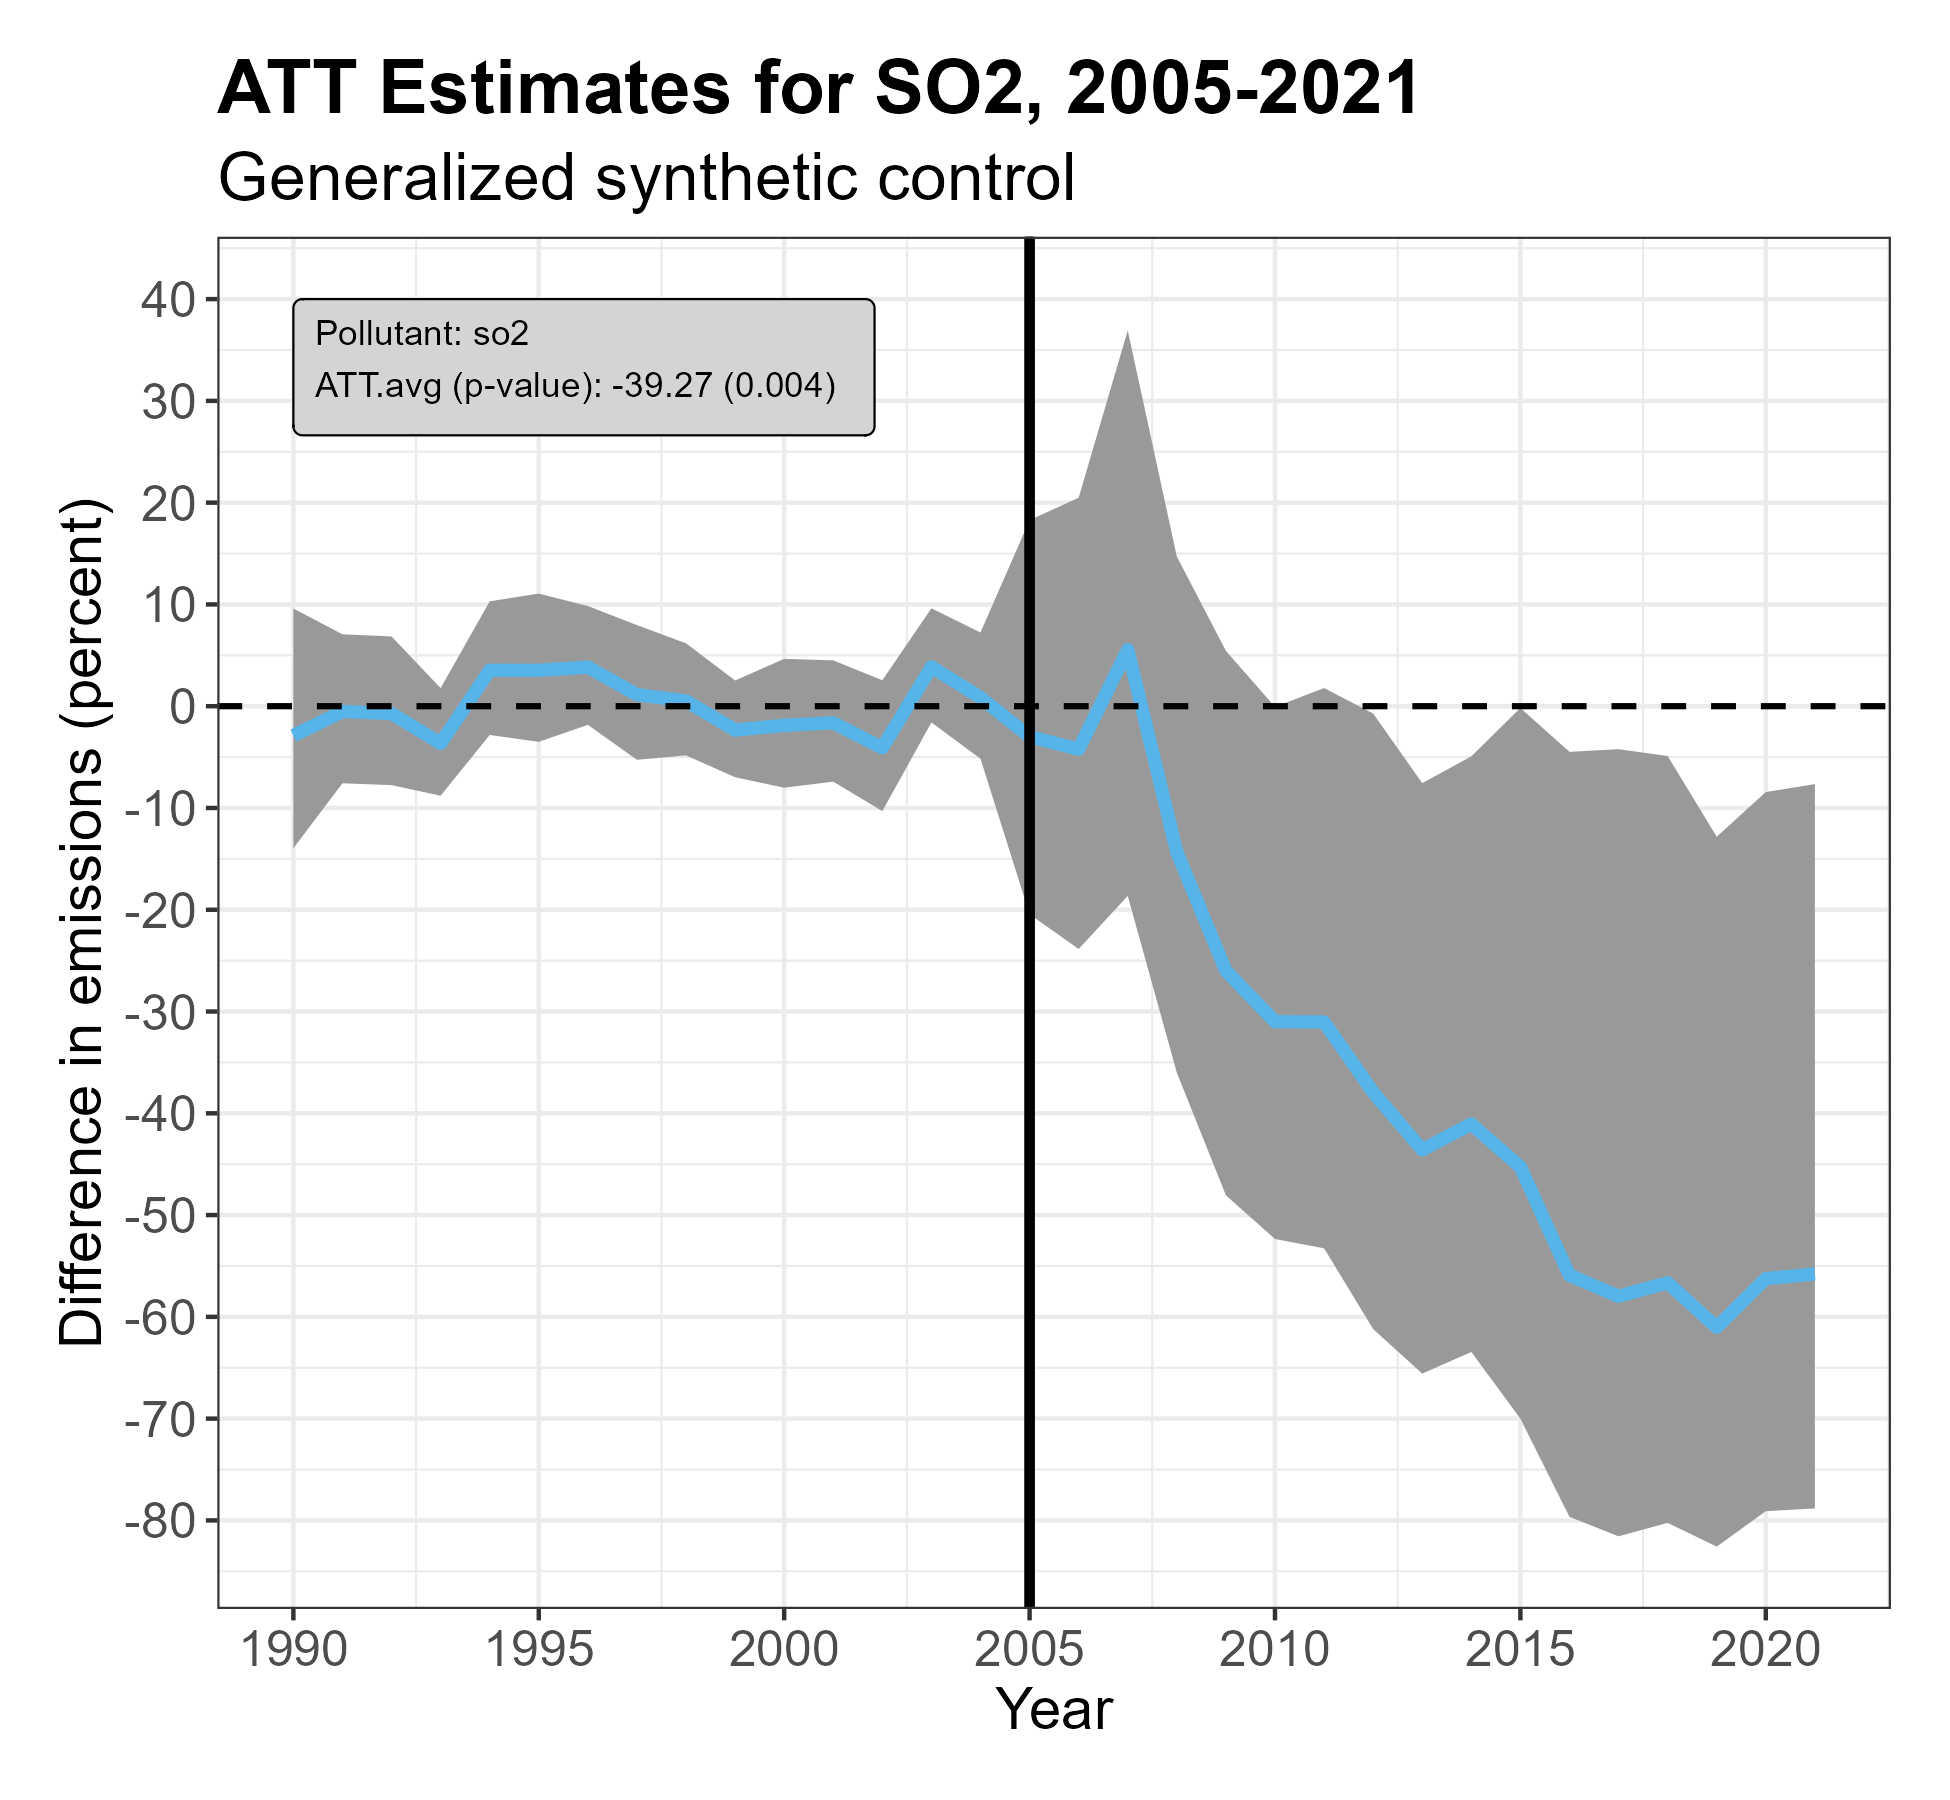 ATT Estimates for SO2, 2005-2021
Generalized synthetic control
Pollutant: so2
ATT.avg (p-value): -39.27 (0.004)
Difference in emissions (percent)
40
30
20
10
0
-10
-20
-30
-40
-50
-60
-70
-80
1990 1995 2000 2005 2010 2015 2020
Year